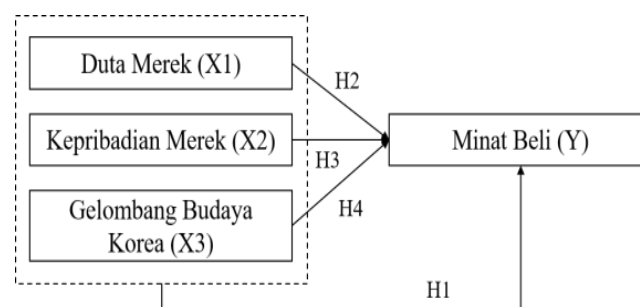 Duta Merek (X1)
H2
Kepribadian Merek (X2)
Minat Beli (Y)
H3
Gelombang Budaya
Korea (X3)
H4
H1